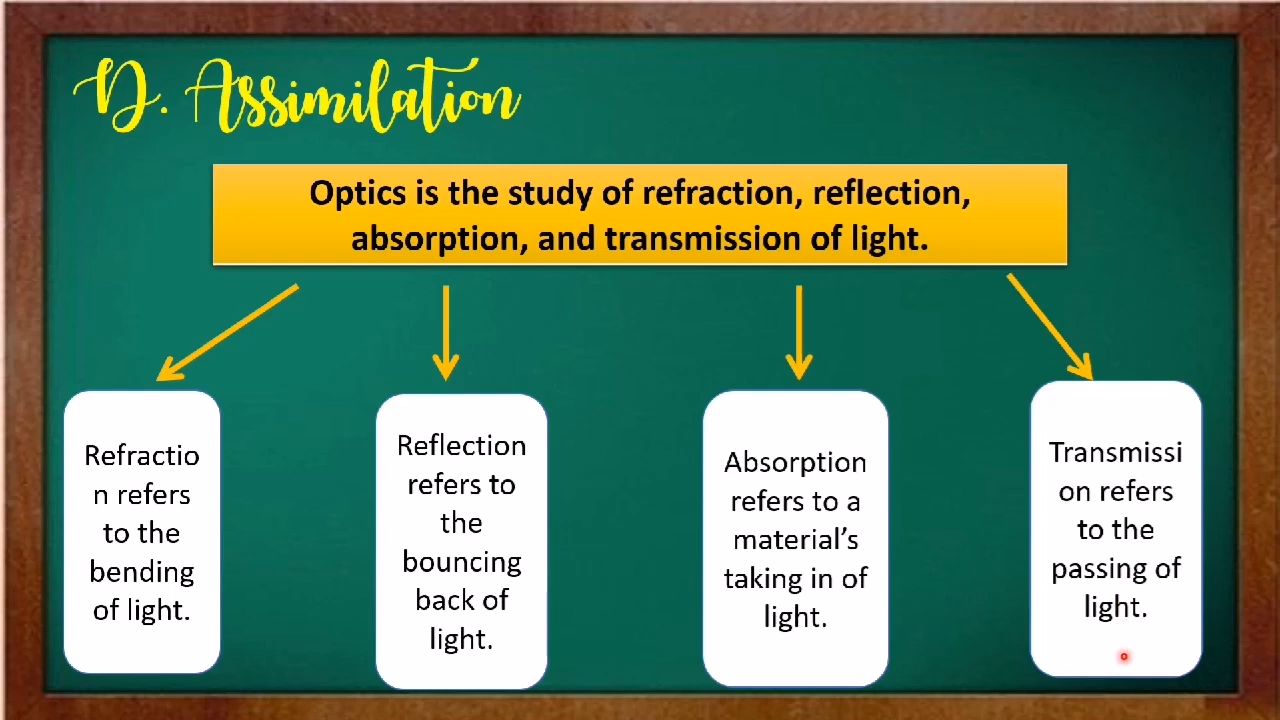 D. Assimilation
Optics is the study of refraction, reflection,
absorption, and transmission of light.
Refractio
n refers
to the
bending
of light.
Reflection
refers to
the
bouncing
back of
light.
Absorption
refers to a
material’s
taking in of
light.
Transmissi
on refers
to the
passing of
light.